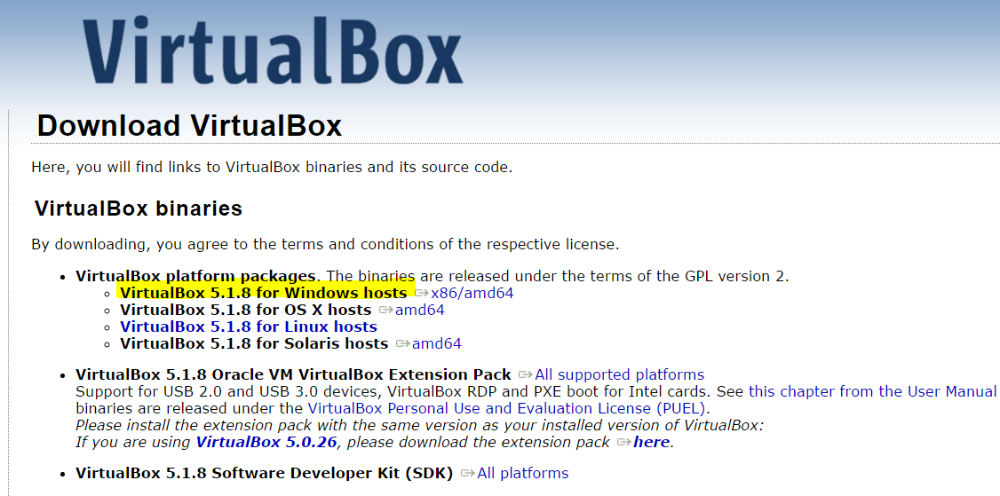 VirtualBox
Download VirtualBox
Here, you will find links to VirtualBox binaries and its source code.
VirtualBox binaries
By downloading, you agree to the terms and conditions of the respective license.
VirtualBox platform packages. The binaries are released under the terms of the GPL version 2.
VirtualBox 5.1.8 for Windows hosts x86/amd64
VirtualBox 5.1.8 for OS X hosts amd64
VirtualBox 5.1.8 for Linux hosts
VirtualBox 5.1.8 for Solaris hosts amd64
VirtualBox 5.1.8 Oracle VM VirtualBox Extension Pack All supported platforms
Support for USB 2.0 and USB 3.0 devices, VirtualBox RDP and PXE boot for Intel cards. See this chapter from the User Manual
binaries are released under the VirtualBox Personal Use and Evaluation License (PUEL).
Please install the extension pack with the same version as your installed version of VirtualBox:
If you are using VirtualBox 5.0.26, please download the extension pack here.
VirtualBox 5.1.8 Software Developer Kit (SDK) All platforms